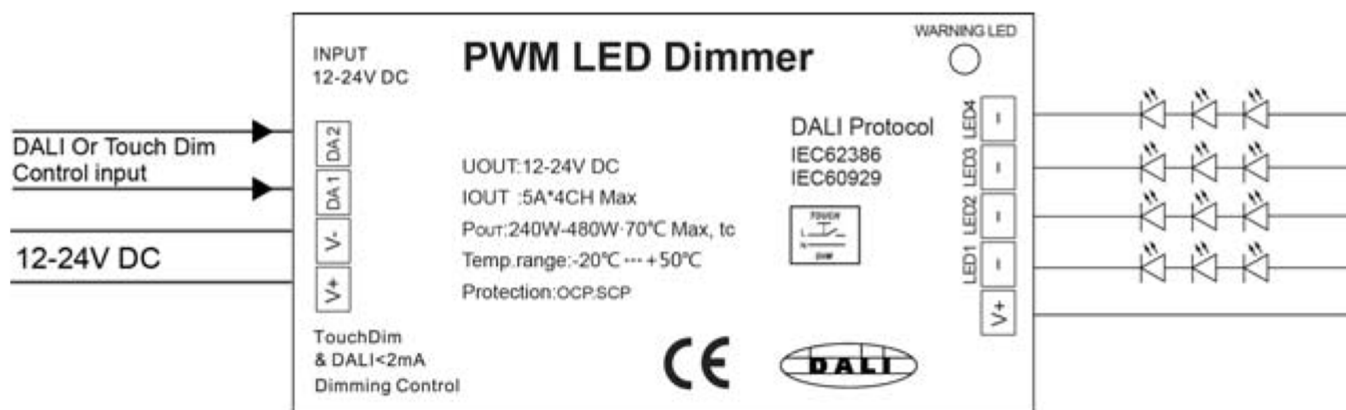 DALI Or Touch Dim
Control input
12-24V DC
INPUT
12-24V DC
DA2
DA1
V-
V+
TouchDim
& DALI<2mA
Dimming Control
PWM LED Dimmer
UOUT:12-24V DC
IOUT :5A*4CH Max
POUT:240W-480W·70℃ Max, tc
Temp.range:-20℃ ··· +50℃
Protection:OCP.SCP
DALI Protocol
IEC62386
IEC60929
TOUCH
L
N
DIM
CE
DALI
WARNING LED
LED4 -
LED3 -
LED2 -
LED1 -
V+